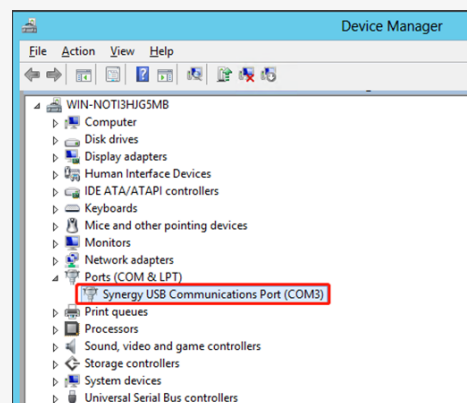 Device Manager
File Action View Help
WIN-NOTI3HJG5MB
Computer
Disk drives
Display adapters
Human Interface Devices
IDE ATA/ATAPI controllers
Keyboards
Mice and other pointing devices
Monitors
Network adapters
Ports (COM & LPT)
Synergy USB Communications Port (COM3)
Print queues
Processors
Sound, video and game controllers
Storage controllers
System devices
Universal Serial Bus controllers